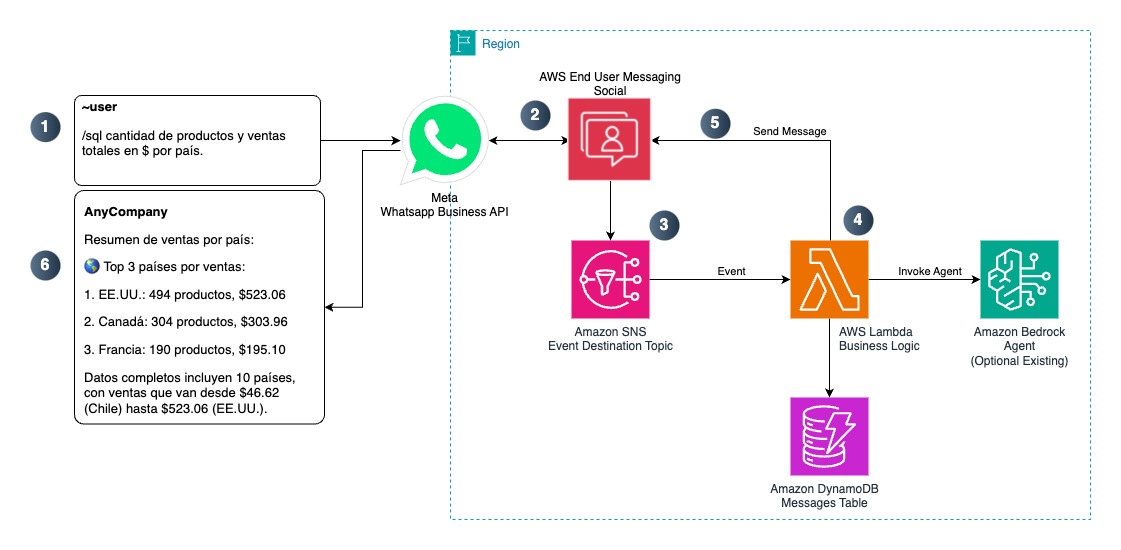 Region
AWS End User Messaging
Social
1
~user
/sql cantidad de productos y ventas
totales en $ por país.
2
5
Send Message
Meta
Whatsapp Business API
3
4
6
AnyCompany
Resumen de ventas por país:
Top 3 países por ventas:
1. EE.UU.: 494 productos, $523.06
2. Canadá: 304 productos, $303.96
3. Francia: 190 productos, $195.10
Datos completos incluyen 10 países,
con ventas que van desde $46.62
(Chile) hasta $523.06 (EE.UU.).
Event
Invoke Agent
Amazon SNS
Event Destination Topic
AWS Lambda
Business Logic
Amazon Bedrock
Agent
(Optional Existing)
Amazon DynamoDB
Messages Table